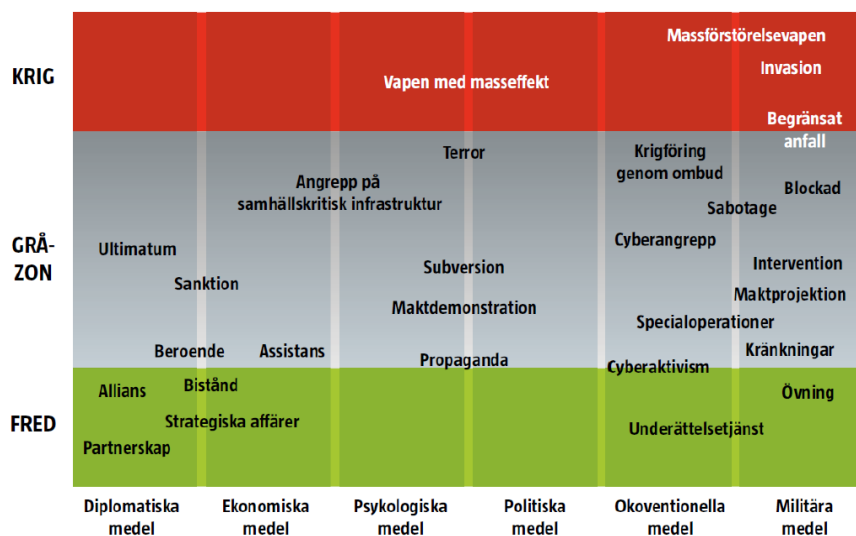 Massförstörelsevapen
KRIG
Invasion
Vapen med masseffekt
Begränsat
anfall
Terror
Krigföring
genom ombud
Angrepp på
samhällskritisk infrastruktur
Blockad
Sabotage
GRÅ-
ZON
Ultimatum
Cyberangrepp
Subversion
Intervention
Sanktion
Maktprojektion
Maktdemonstration
Specialoperationer
Beroende
Assistans
Kränkningar
Propaganda
Cyberaktivism
FRED
Allians
Bistånd
Övning
Strategiska affärer
Underättelsetjänst
Partnerskap
Diplomatiska
medel
Ekonomiska
medel
Psykologiska
medel
Politiska
medel
Okoventionella
medel
Militära
medel